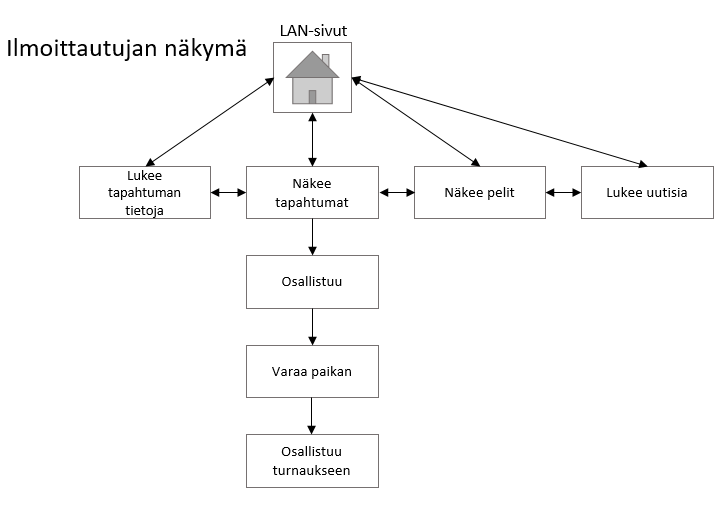 Ilmoittautujan näkymä
LAN-sivut
Lukee
tapahtuman
tietoja
Näkee
tapahtumat
Näkee pelit
Lukee uutisia
Osallistuu
Varaa paikan
Osallistuu
turnaukseen